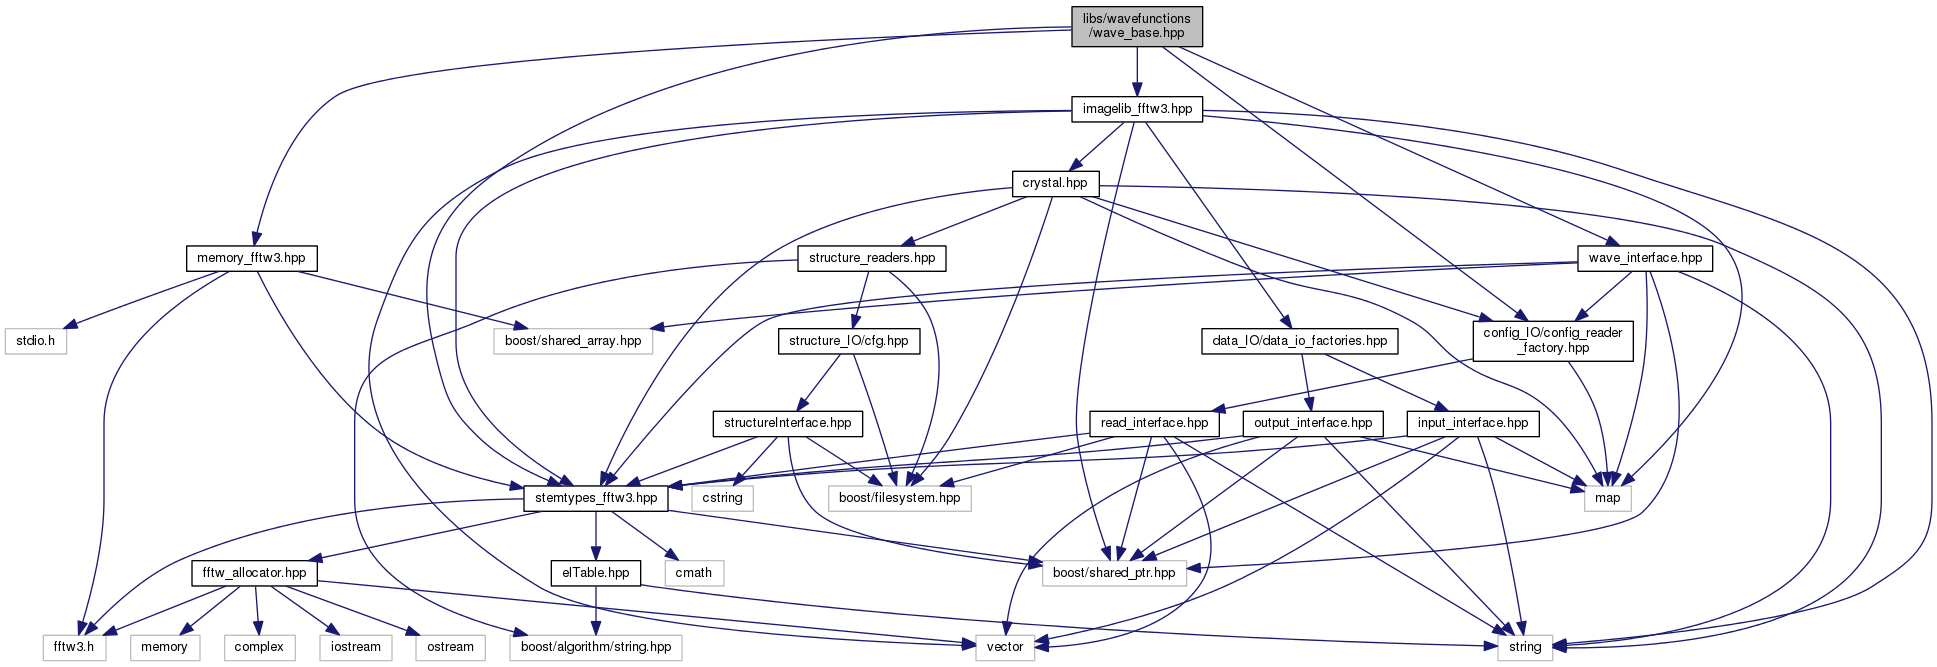 libs/wavefunctions
/wave_base.hpp
imagelib_fftw3.hpp
crystal.hpp
memory_fftw3.hpp
structure_readers.hpp
wave_interface.hpp
stdio.h
boost/shared_array.hpp
structure_IO/cfg.hpp
data_IO/data_io_factories.hpp
config_IO/config_reader
_factory.hpp
structureInterface.hpp
read_interface.hpp
output_interface.hpp
input_interface.hpp
stemtypes_fftw3.hpp
cstring
boost/filesystem.hpp
map
fftw_allocator.hpp
elTable.hpp
cmath
boost/shared_ptr.hpp
fftw3.h
memory
complex
iostream
ostream
boost/algorithm/string.hpp
vector
string